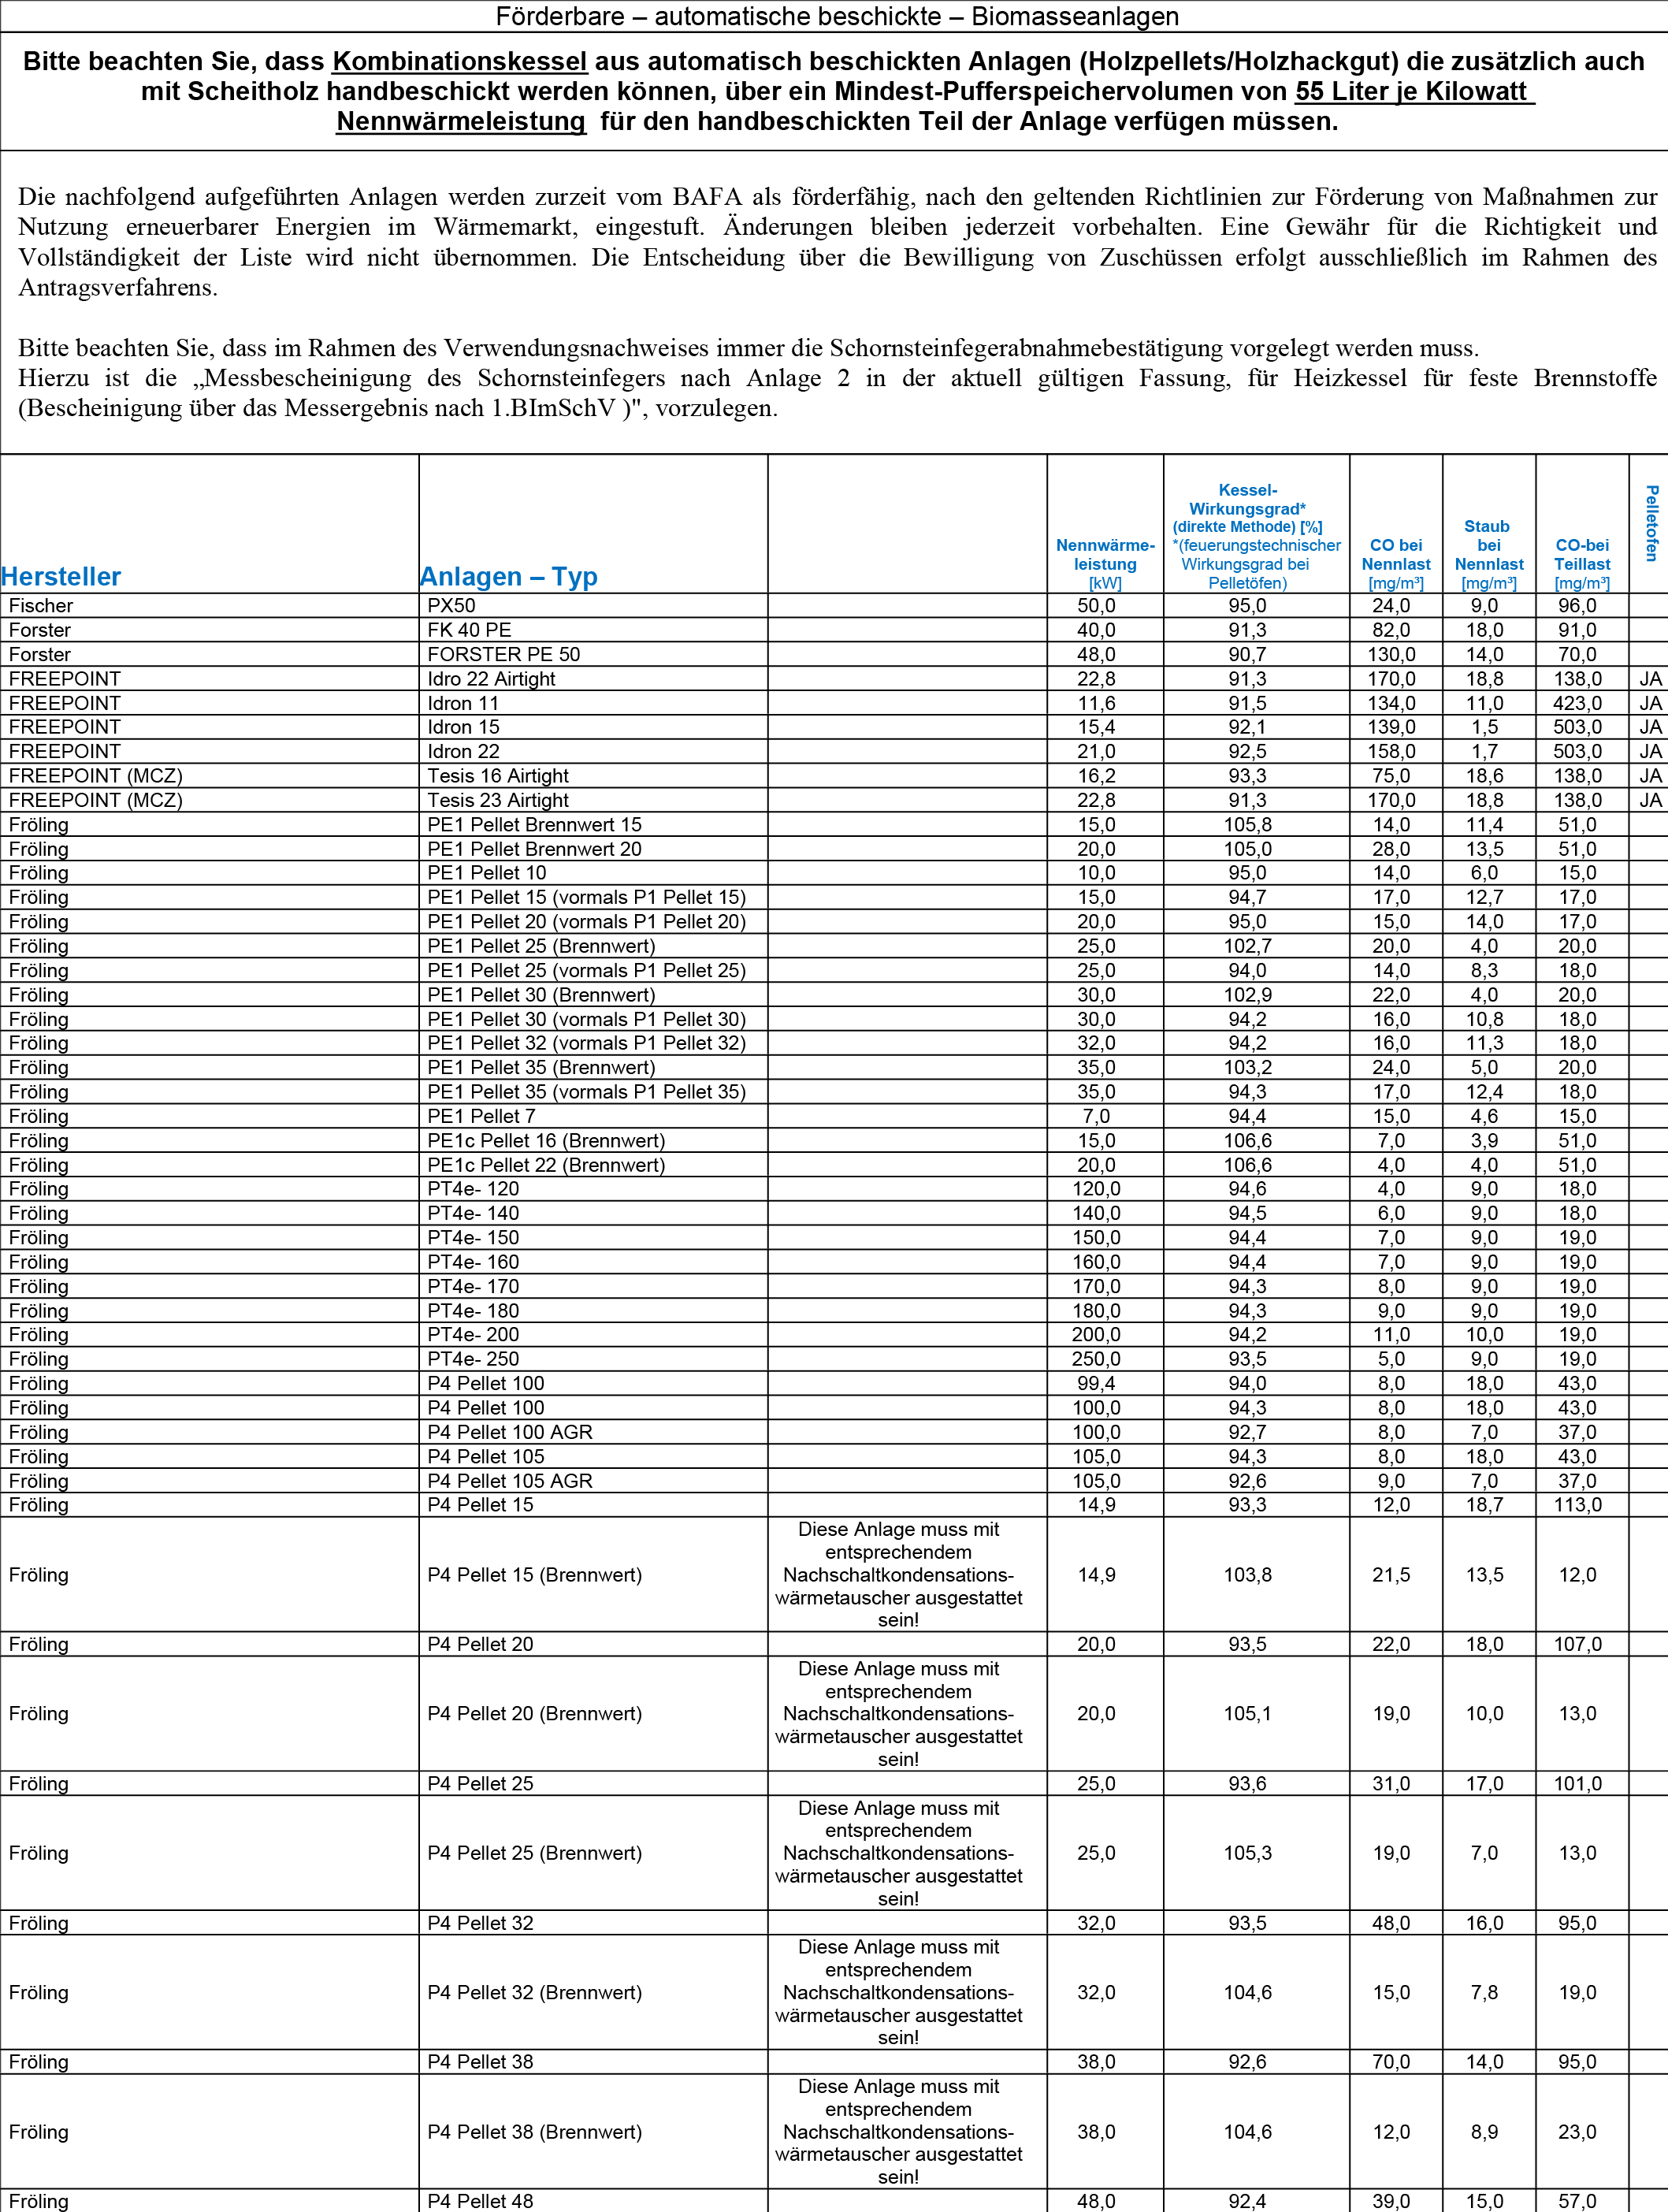 Förderbare – automatische beschickte – Biomasseanlagen
Bitte beachten Sie, dass Kombinationskessel aus automatisch beschickten Anlagen (Holzpellets/Holzhackgut) die zusätzlich auch
mit Scheitholz handbeschickt werden können, über ein Mindest-Pufferspeichervolumen von 55 Liter je Kilowatt
Nennwärmeleistung für den handbeschickten Teil der Anlage verfügen müssen.
Die nachfolgend aufgeführten Anlagen werden zurzeit vom BAFA als förderfähig, nach den geltenden Richtlinien zur Förderung von Maßnahmen zur
Nutzung erneuerbarer Energien im Wärmemarkt, eingestuft. Änderungen bleiben jederzeit vorbehalten. Eine Gewähr für die Richtigkeit und
Vollständigkeit der Liste wird nicht übernommen. Die Entscheidung über die Bewilligung von Zuschüssen erfolgt ausschließlich im Rahmen des
Antragsverfahrens.
Bitte beachten Sie, dass im Rahmen des Verwendungsnachweises immer die Schornsteinfegerabnahmebestätigung vorgelegt werden muss.
Hierzu ist die „Messbescheinigung des Schornsteinfegers nach Anlage 2 in der aktuell gültigen Fassung, für Heizkessel für feste Brennstoffe
(Bescheinigung über das Messergebnis nach 1.BImSchV )", vorzulegen.
Hersteller
Anlagen – Typ
Nennwärme-
leistung
[kW]
Kessel-
Wirkungsgrad*
(direkte Methode) [%]
*(feuerungstechnischer
Wirkungsgrad bei
Pelletöfen)
CO bei
Nennlast
[mg/m³]
Staub
bei
Nennlast
[mg/m³]
CO-bei
Teillast
[mg/m³]
Pelletofen
Fischer PX50 50,0 95,0 24,0 9,0 96,0
Forster FK 40 PE 40,0 91,3 82,0 18,0 91,0
Forster FORSTER PE 50 48,0 90,7 130,0 14,0 70,0
FREEPOINT Idro 22 Airtight 22,8 91,3 170,0 18,8 138,0 JA
FREEPOINT Idron 11 11,6 91,5 134,0 11,0 423,0 JA
FREEPOINT Idron 15 15,4 92,1 139,0 1,5 503,0 JA
FREEPOINT Idron 22 21,0 92,5 158,0 1,7 503,0 JA
FREEPOINT (MCZ) Tesis 16 Airtight 16,2 93,3 75,0 18,6 138,0 JA
FREEPOINT (MCZ) Tesis 23 Airtight 22,8 91,3 170,0 18,8 138,0 JA
Fröling PE1 Pellet Brennwert 15 15,0 105,8 14,0 11,4 51,0
Fröling PE1 Pellet Brennwert 20 20,0 105,0 28,0 13,5 51,0
Fröling PE1 Pellet 10 10,0 95,0 14,0 6,0 15,0
Fröling PE1 Pellet 15 (vormals P1 Pellet 15) 15,0 94,7 17,0 12,7 17,0
Fröling PE1 Pellet 20 (vormals P1 Pellet 20) 20,0 95,0 15,0 14,0 17,0
Fröling PE1 Pellet 25 (Brennwert) 25,0 102,7 20,0 4,0 20,0
Fröling PE1 Pellet 25 (vormals P1 Pellet 25) 25,0 94,0 14,0 8,3 18,0
Fröling PE1 Pellet 30 (Brennwert) 30,0 102,9 22,0 4,0 20,0
Fröling PE1 Pellet 30 (vormals P1 Pellet 30) 30,0 94,2 16,0 10,8 18,0
Fröling PE1 Pellet 32 (vormals P1 Pellet 32) 32,0 94,2 16,0 11,3 18,0
Fröling PE1 Pellet 35 (Brennwert) 35,0 103,2 24,0 5,0 20,0
Fröling PE1 Pellet 35 (vormals P1 Pellet 35) 35,0 94,3 17,0 12,4 18,0
Fröling PE1 Pellet 7 7,0 94,4 15,0 4,6 15,0
Fröling PE1c Pellet 16 (Brennwert) 15,0 106,6 7,0 3,9 51,0
Fröling PE1c Pellet 22 (Brennwert) 20,0 106,6 4,0 4,0 51,0
Fröling PT4e- 120 120,0 94,6 4,0 9,0 18,0
Fröling PT4e- 140 140,0 94,5 6,0 9,0 18,0
Fröling PT4e- 150 150,0 94,4 7,0 9,0 19,0
Fröling PT4e- 160 160,0 94,4 7,0 9,0 19,0
Fröling PT4e- 170 170,0 94,3 8,0 9,0 19,0
Fröling PT4e- 180 180,0 94,3 9,0 9,0 19,0
Fröling PT4e- 200 200,0 94,2 11,0 10,0 19,0
Fröling PT4e- 250 250,0 93,5 5,0 9,0 19,0
Fröling P4 Pellet 100 99,4 94,0 8,0 18,0 43,0
Fröling P4 Pellet 100 100,0 94,3 8,0 18,0 43,0
Fröling P4 Pellet 100 AGR 100,0 92,7 8,0 7,0 37,0
Fröling P4 Pellet 105 105,0 94,3 8,0 18,0 43,0
Fröling P4 Pellet 105 AGR 105,0 92,6 9,0 7,0 37,0
Fröling P4 Pellet 15 14,9 93,3 12,0 18,7 113,0
Diese Anlage muss mit
entsprechendem
Fröling P4 Pellet 15 (Brennwert) Nachschaltkondensations- 14,9 103,8 21,5 13,5 12,0
wärmetauscher ausgestattet
sein!
Fröling P4 Pellet 20 20,0 93,5 22,0 18,0 107,0
Diese Anlage muss mit
entsprechendem
Fröling P4 Pellet 20 (Brennwert) Nachschaltkondensations- 20,0 105,1 19,0 10,0 13,0
wärmetauscher ausgestattet
sein!
Fröling P4 Pellet 25 25,0 93,6 31,0 17,0 101,0
Diese Anlage muss mit
entsprechendem
Fröling P4 Pellet 25 (Brennwert) Nachschaltkondensations- 25,0 105,3 19,0 7,0 13,0
wärmetauscher ausgestattet
sein!
Fröling P4 Pellet 32 32,0 93,5 48,0 16,0 95,0
Diese Anlage muss mit
entsprechendem
Fröling P4 Pellet 32 (Brennwert) Nachschaltkondensations- 32,0 104,6 15,0 7,8 19,0
wärmetauscher ausgestattet
sein!
Fröling P4 Pellet 38 38,0 92,6 70,0 14,0 95,0
Diese Anlage muss mit
entsprechendem
Fröling P4 Pellet 38 (Brennwert) Nachschaltkondensations- 38,0 104,6 12,0 8,9 23,0
wärmetauscher ausgestattet
sein!
Fröling P4 Pellet 48 48,0 92,4 39,0 15,0 57,0